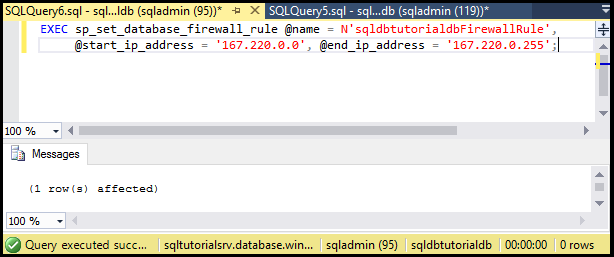 SQLQuery6.sql - sql...ldb (sqladmin (95))* SQLQuery5.sql - sql...db (sqladmin (119))*
EXEC sp_set_database_firewall_rule @name = N'sqldbtutorialdbFirewallRule',
@start_ip_address = '167.220.0.0', @end_ip_address = '167.220.0.255';
100 %
Messages
(1 row(s) affected)
100 %
Query executed succ... sqltutorialsrv.database.win... sqladmin (95) sqldbtutorialdb 00:00:00 0 rows